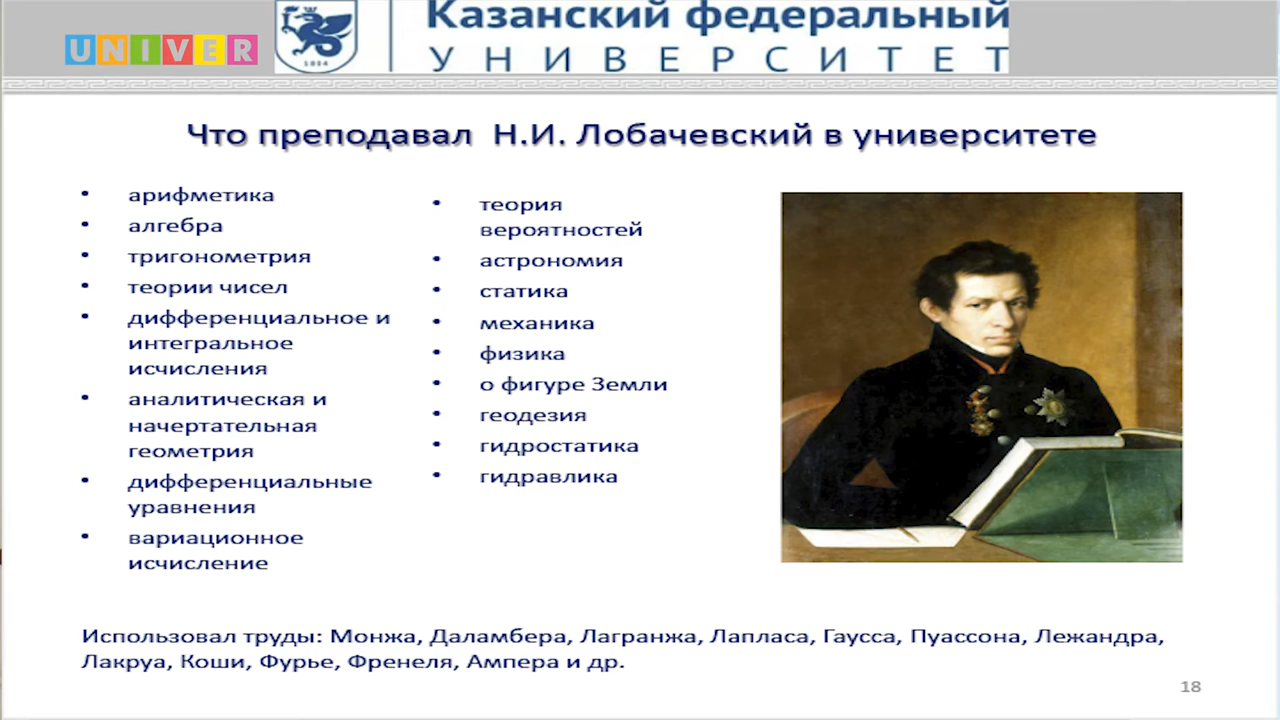 UNIVER
1804
Казанский федеральный
УНИВЕРСИТЕТ
Что преподавал Н.И. Лобачевский в университете
• арифметика
• алгебра
• тригонометрия
• теории чисел
• дифференциальное и
интегральное
исчисления
• аналитическая и
начертательная
геометрия
• дифференциальные
уравнения
• вариационное
исчисление
• теория
вероятностей
• астрономия
• статика
• механика
• физика
• о фигуре Земли
• геодезия
• гидростатика
• гидравлика
Использовал труды: Монжа, Даламбера, Лагранжа, Лапласа, Гаусса, Пуассона, Лежандра,
Лакруа, Коши, Фурье, Френеля, Ампера и др.
18